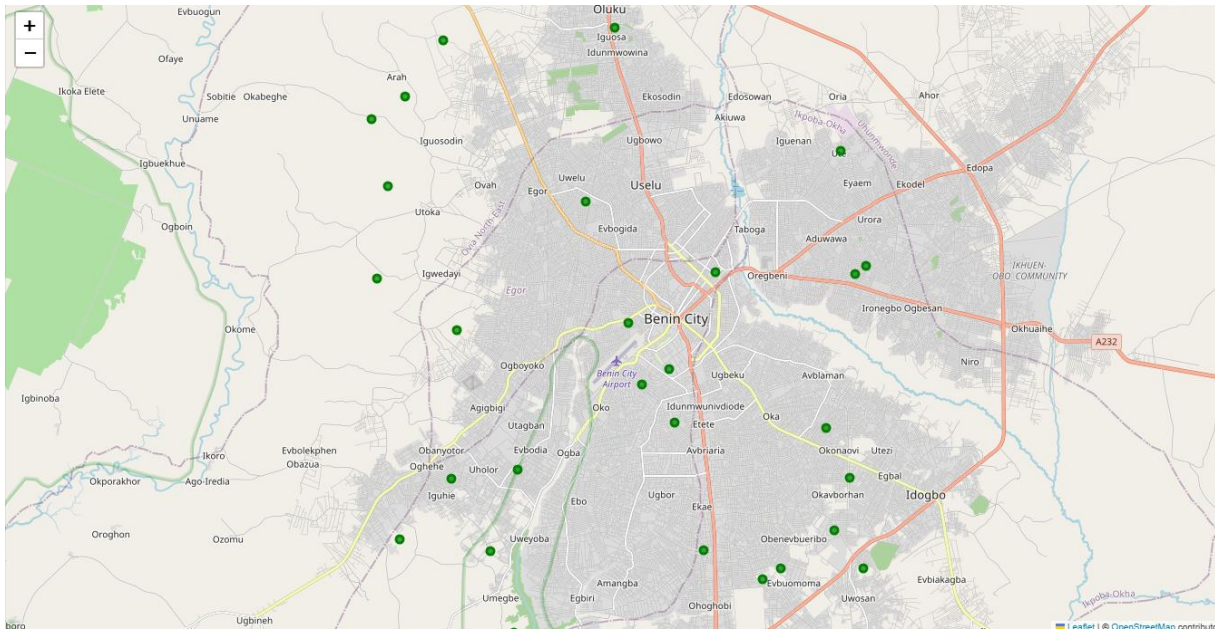 +
−
Evbuogun
Oluku
Iguosa
Idunmwowina
Ofaye
Arah
Ikoka Elete
Sobitie
Okabeghe
Ekosodin
Edosowan
Oria
Ahor
Unuame
Akiuwa
Ikpoba-Okha
Uhunmwonde
Iguosodin
Ugbowo
Iguenan
Ute
Igbuekhue
Edopa
Uwelu
Uselu
Eyaem
Ekodel
Ovah
Egor
Utoka
Ovia North-East
Ogboin
Evbogida
Taboga
Urora
Aduwawa
Igwedayi
Oregbeni
IKHUEN-
OBO COMMUNITY
Egor
Ironegbo
Ogbesan
Benin City
Okome
Okhuaihe
A232
Niro
Ogboyoko
Benin City
Airport
Ugbeku
Avblaman
Igbinoba
Agigbigi
Oko
Idunmwunivdiode
Oka
Utagban
Etete
Evbolekphen
Obanyotor
Evbodia
Ogba
Avbriaria
Okonaovi
Utezi
Ikoro
Obazua
Oghehe
Uholor
Egbal
Okporakhor
Ago-Iredia
Iguhie
Ebo
Ugbor
Okavborhan
Idogbo
Ekae
Oroghon
Ozomu
Uweyoba
Obenevbueribo
Amangba
Evbuomoma
Evbiakagba
Umegbe
Egbiri
Ohoghobi
Uwosan
Ikpoba-Okha
Ugbineh
boro
Leaflet | © OpenStreetMap contributo